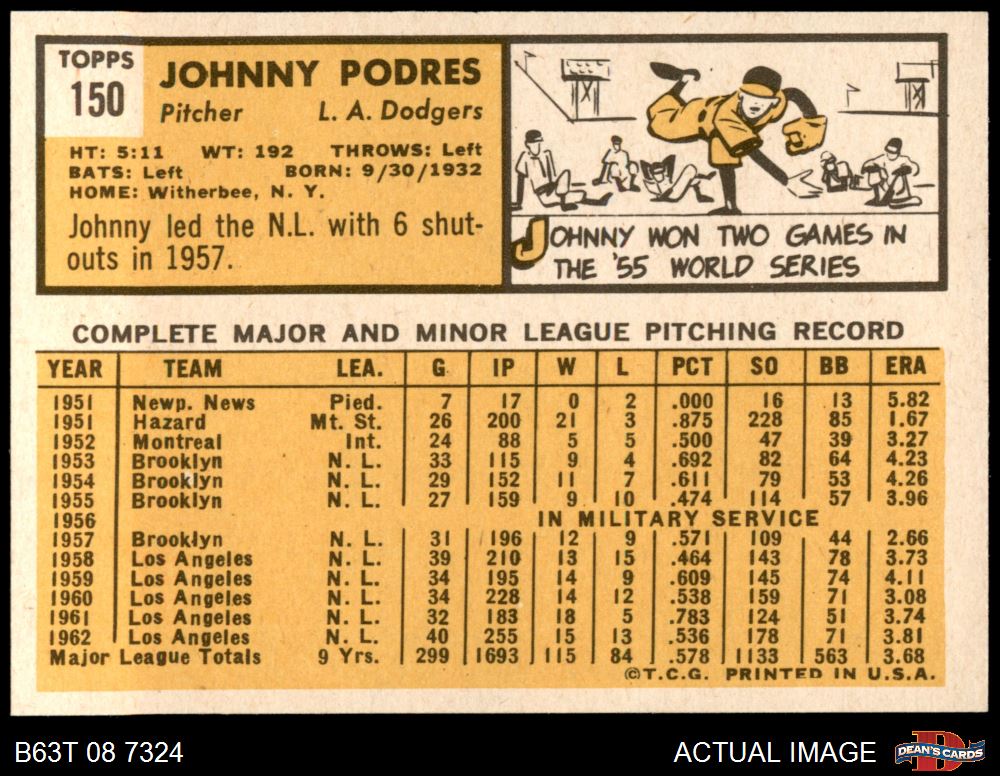 TOPPS
150
JOHNNY PODRES
Pitcher L. A. Dodgers
HT: 5:11 WT: 192 THROWS: Left
BATS: Left BORN: 9/30/1932
HOME: Witherbee, N. Y.
Johnny led the N.L. with 6 shut-
outs in 1957.
JOHNNY WON TWO GAMES IN
THE '55 WORLD SERIES
COMPLETE MAJOR AND MINOR LEAGUE PITCHING RECORD
YEAR TEAM LEA. G IP W L PCT SO BB ERA
1951 Newp. News Pied. 7 17 0 2 .000 16 13 5.82
1951 Hazard Mt. St. 26 200 21 3 .875 228 85 1.67
1952 Montreal Int. 24 88 5 5 .500 47 39 3.27
1953 Brooklyn N. L. 33 115 9 4 .692 82 64 4.23
1954 Brooklyn N. L. 29 152 11 7 .611 79 53 4.26
1955 Brooklyn N. L. 27 159 9 10 .474 114 57 3.96
1956 IN MILITARY SERVICE
1957 Brooklyn N. L. 31 196 12 9 .571 109 44 2.66
1958 Los Angeles N. L. 39 210 13 15 .464 143 78 3.73
1959 Los Angeles N. L. 34 195 14 9 .609 145 74 4.11
1960 Los Angeles N. L. 34 228 14 12 .538 159 71 3.08
1961 Los Angeles N. L. 32 183 18 5 .783 124 51 3.74
1962 Los Angeles N. L. 40 255 15 13 .536 178 71 3.81
Major League Totals 9 Yrs. 299 1693 115 84 .578 1133 563 3.68
©T.C.G. PRINTED IN U.S.A.
B63T 08 7324 ACTUAL IMAGE DEAN'S CARDS